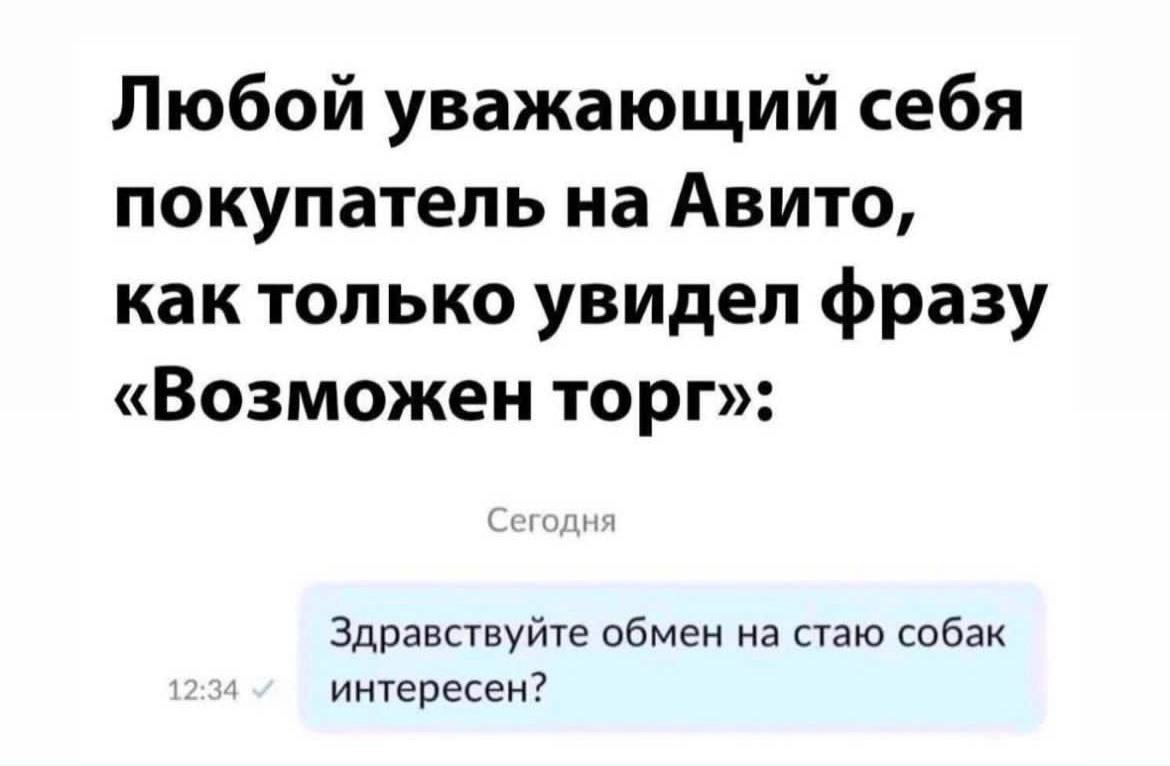 Любой уважающий себя
покупатель на Авито,
как только увидел фразу
«Возможен торг»:
Сегодня
Здравствуйте обмен на стаю собак
12:34 ✓ интересен?